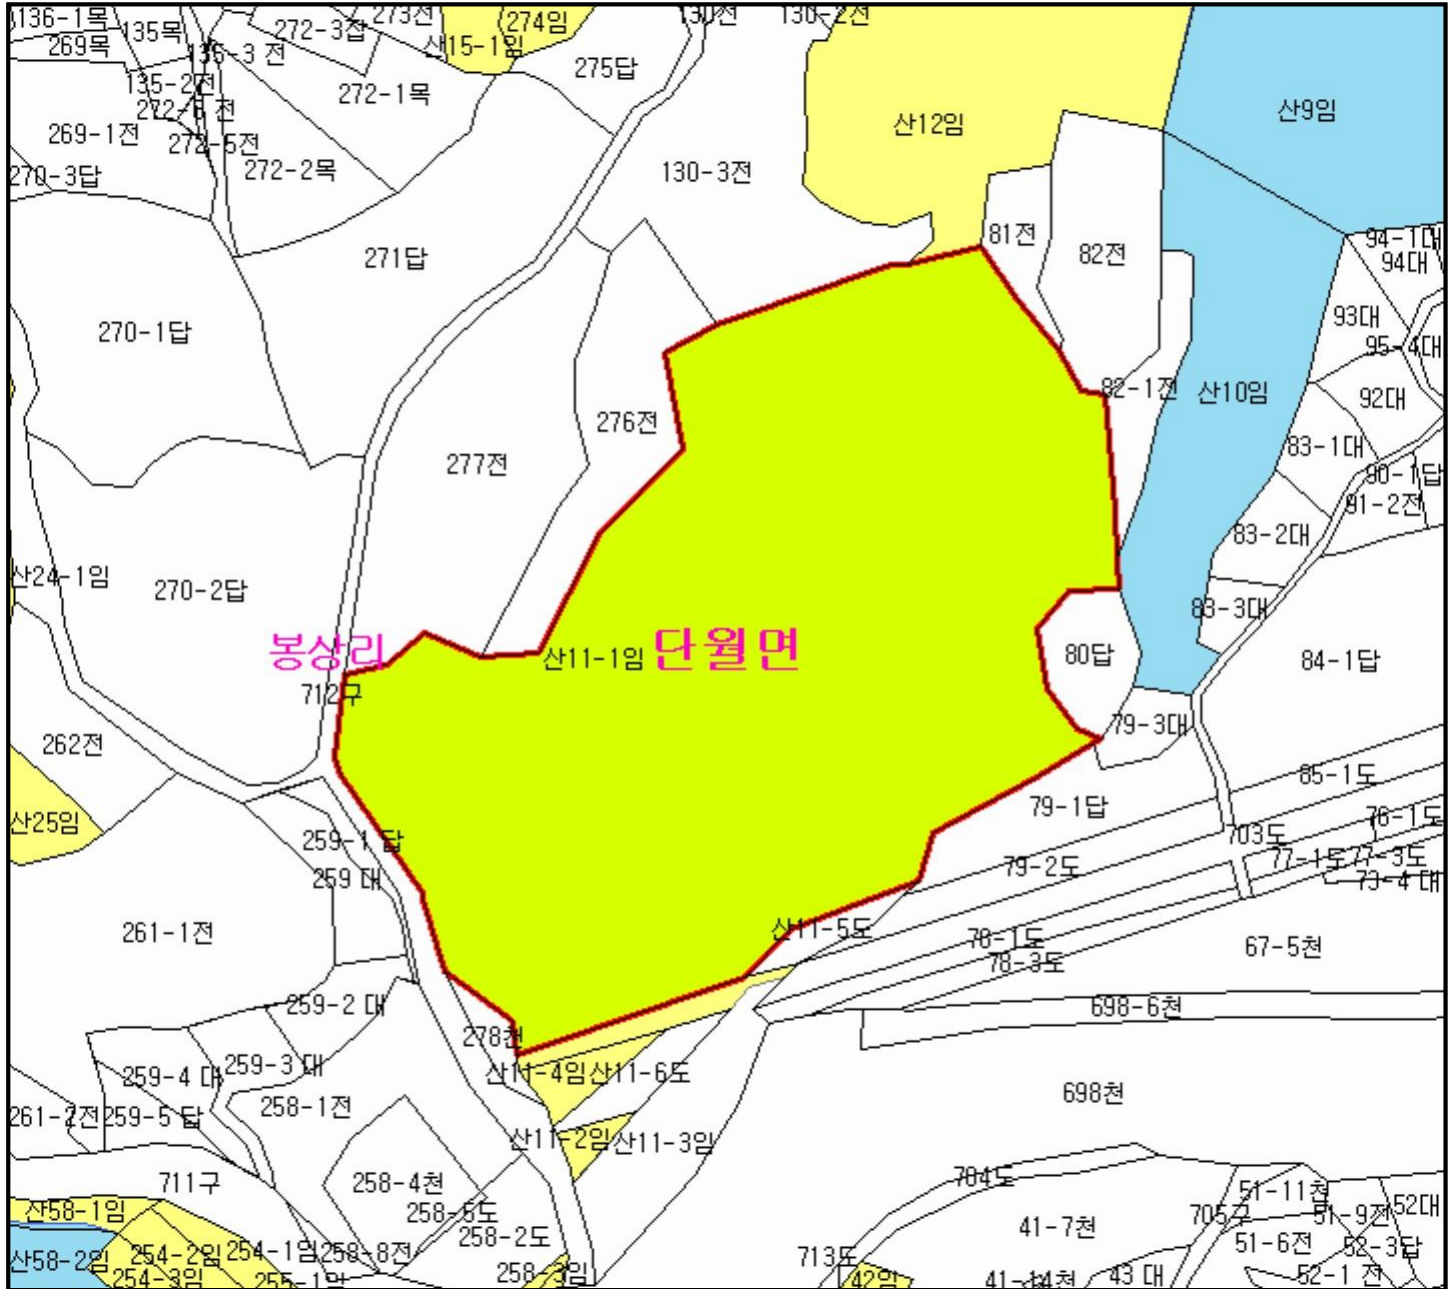 136-1목
135목
273전
274임
130전
130-2전
269목
272-3잡
산15-1임
135-3 전
275답
135-2전
272-1목
산9임
272-6 전
269-1전
272-5전
산12임
270-3답
272-2목
130-3전
81전
94-1대
271답
82전
94대
270-1답
93대
95-4대
82-1전
산10임
92대
276전
277전
83-1대
90-1답
91-2전
83-2대
산24-1임
270-2답
83-3대
봉상리
산11-1임
단월면
80답
84-1답
712구
262전
79-3대
85-1도
산25임
79-1답
76-1도
259-1 답
703도
77-1도
77-3도
259 대
79-2도
73-4 대
261-1전
산11-5도
78-1도
67-5천
78-3도
259-2 대
698-6천
278천
259-3 대
259-4 대
산11-4임
산11-6도
258-1전
698천
261-2전
259-5 답
산11-2임
산11-3임
711구
258-4천
704도
51-11천
산58-1임
258-5도
705구
51-9전
52대
258-2도
41-7천
산58-2임
254-2임
254-1임
258-8전
713도
51-6전
52-3답
254-3임
255-1임
258-3임
42임
41-14천
43 대
52-1 전